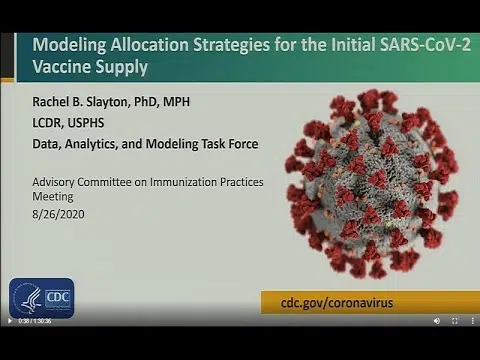 Modeling Allocation Strategies for the Initial SARS-CoV-2
Vaccine Supply
Rachel B. Slayton, PhD, MPH
LCDR, USPHS
Data, Analytics, and Modeling Task Force
Advisory Committee on Immunization Practices
Meeting
8/26/2020
CDC
cdc.gov/coronavirus
0:30 / 1:30:36